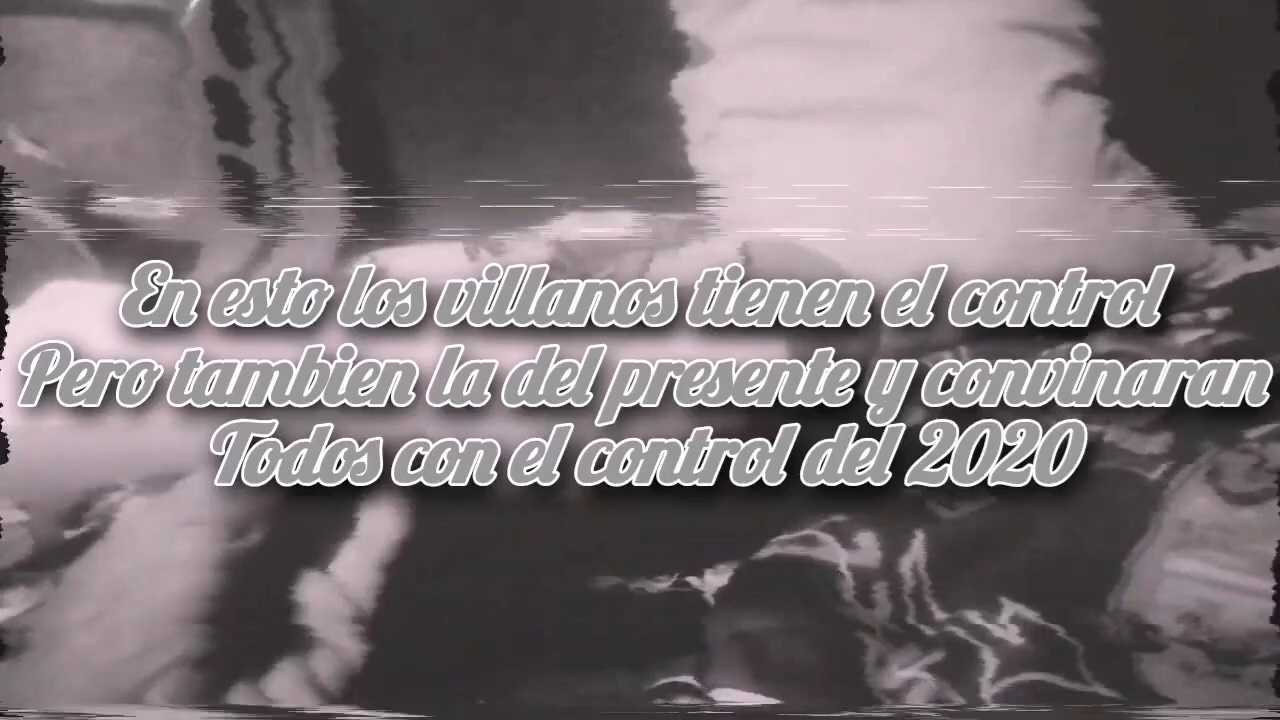 En esto los villanos tienen el control
Pero tambien la del presente y convinaran
Todos con el control del 2020